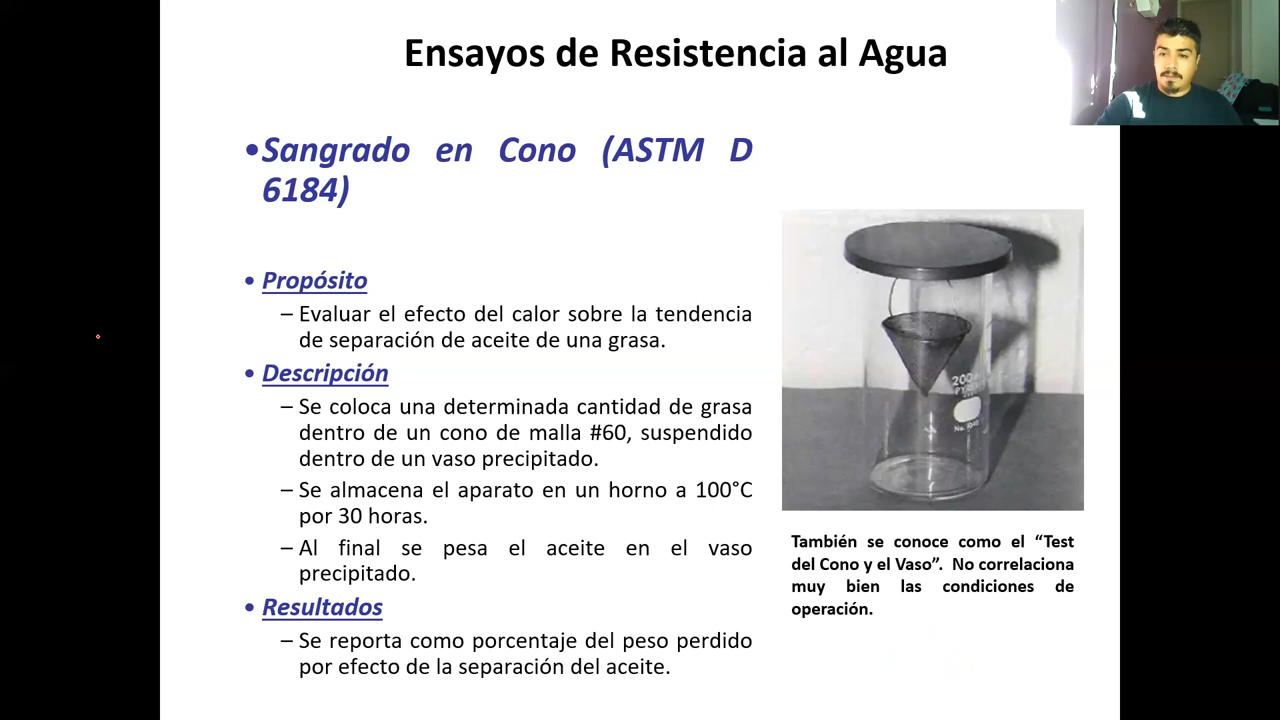 Ensayos de Resistencia al Agua
•Sangrado en Cono (ASTM D
6184)
• Propósito
– Evaluar el efecto del calor sobre la tendencia
de separación de aceite de una grasa.
• Descripción
– Se coloca una determinada cantidad de grasa
dentro de un cono de malla #60, suspendido
dentro de un vaso precipitado.
– Se almacena el aparato en un horno a 100°C
por 30 horas.
– Al final se pesa el aceite en el vaso
precipitado.
• Resultados
– Se reporta como porcentaje del peso perdido
por efecto de la separación del aceite.
200
PYREX
También se conoce como el “Test
del Cono y el Vaso”. No correlaciona
muy bien las condiciones de
operación.